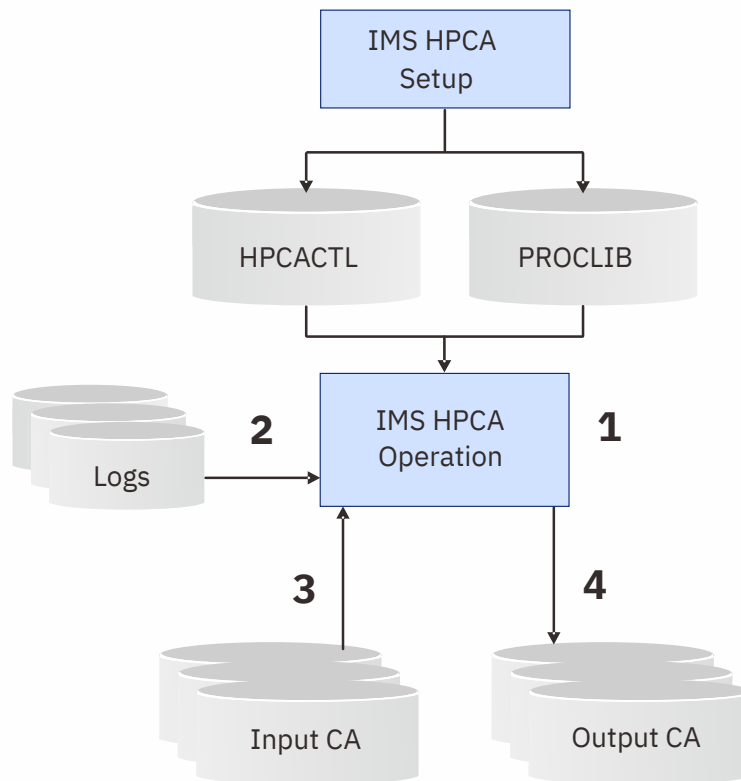 IMS HPCA
Setup
HPCACTL
PROCLIB
IMS HPCA
Operation
1
2
Logs
3
4
Input CA
Output CA